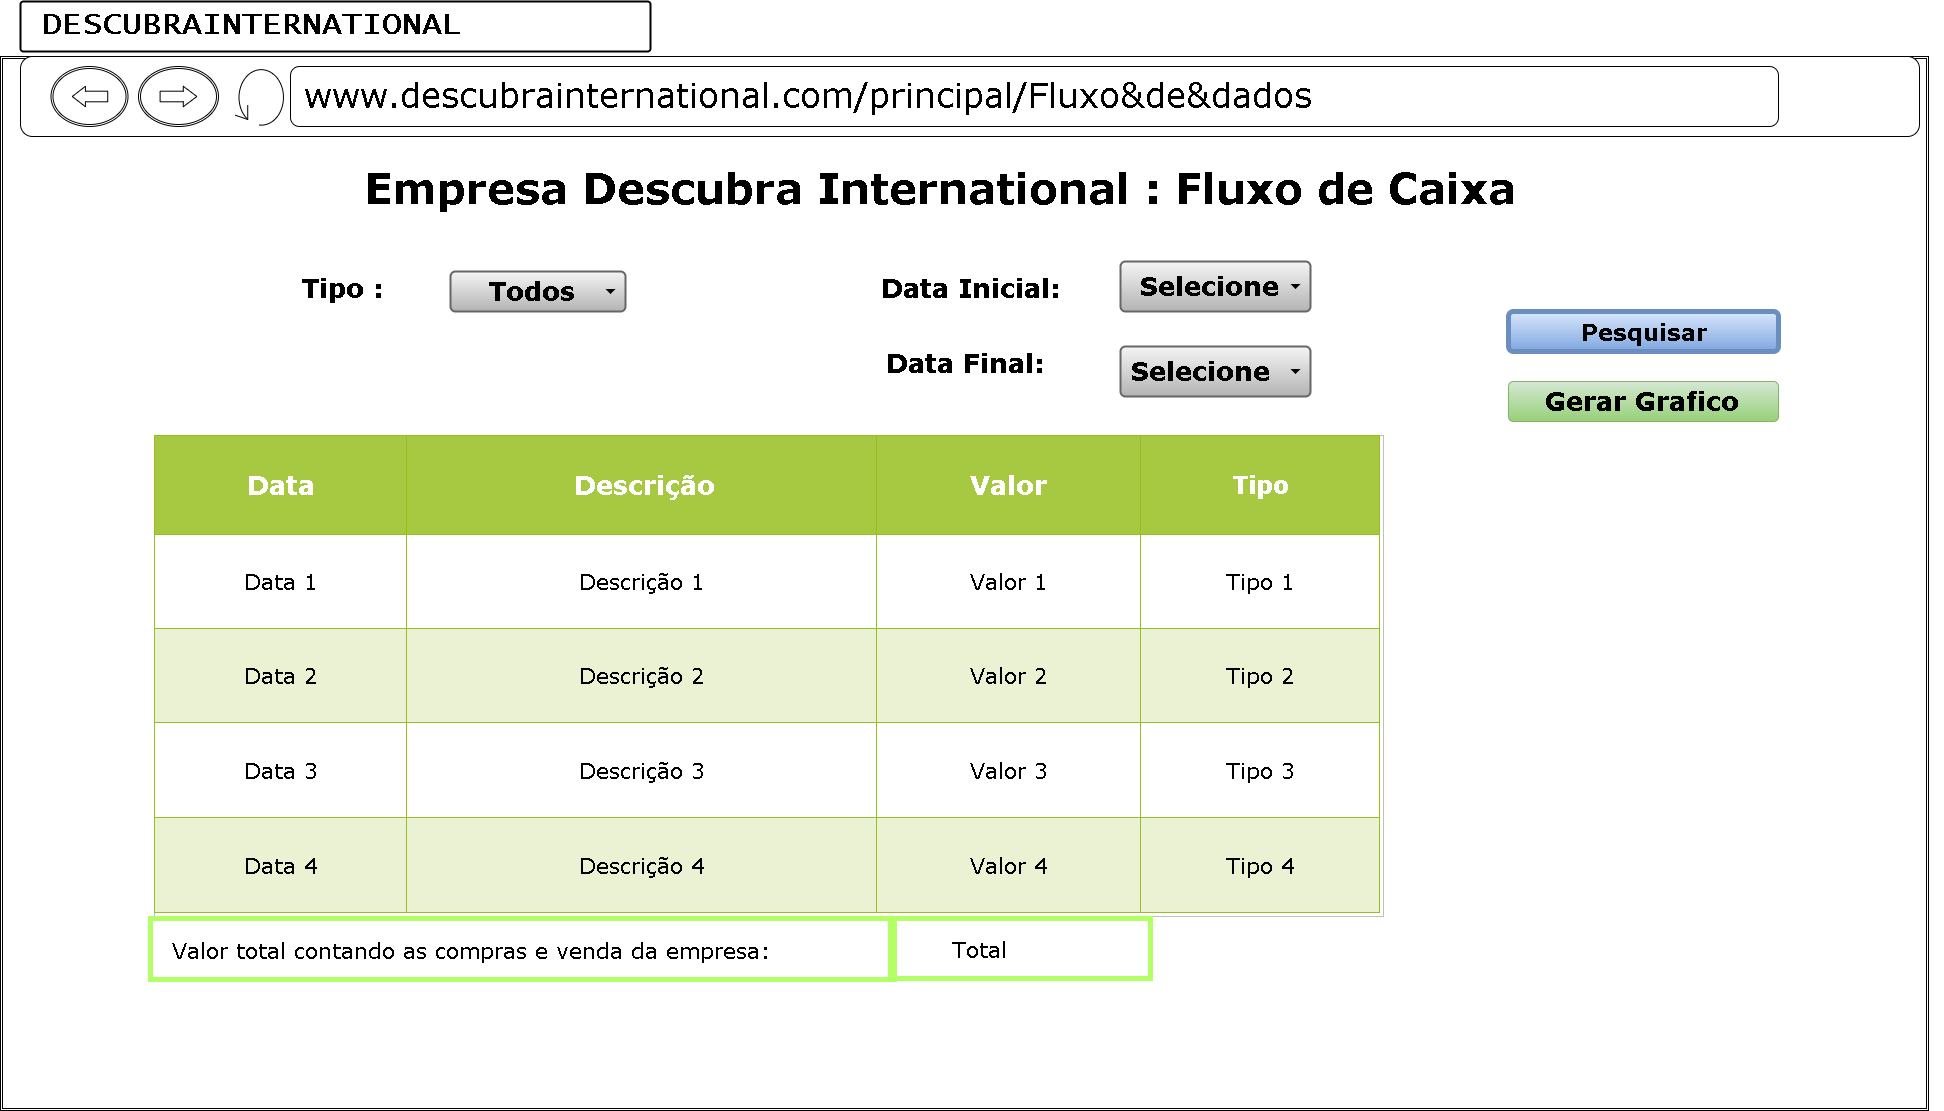 DESCUBRAINTERNATIONAL
www.descubrainternational.com/principal/Fluxo&de&dados
Empresa Descubra International : Fluxo de Caixa
Tipo : Todos Data Inicial: Selecione
Pesquisar
Data Final: Selecione
Gerar Grafico
Data Descrição Valor Tipo
Data 1 Descrição 1 Valor 1 Tipo 1
Data 2 Descrição 2 Valor 2 Tipo 2
Data 3 Descrição 3 Valor 3 Tipo 3
Data 4 Descrição 4 Valor 4 Tipo 4
Valor total contando as compras e venda da empresa: Total